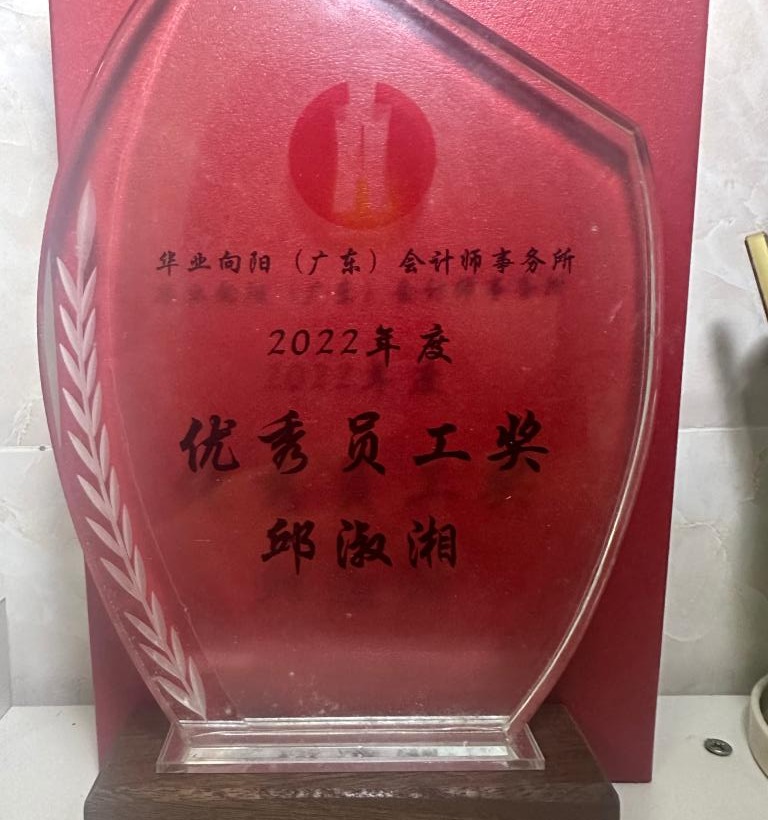 华业向阳（广东）会计师事务所
2022年度
优秀员工奖
邱淑湘